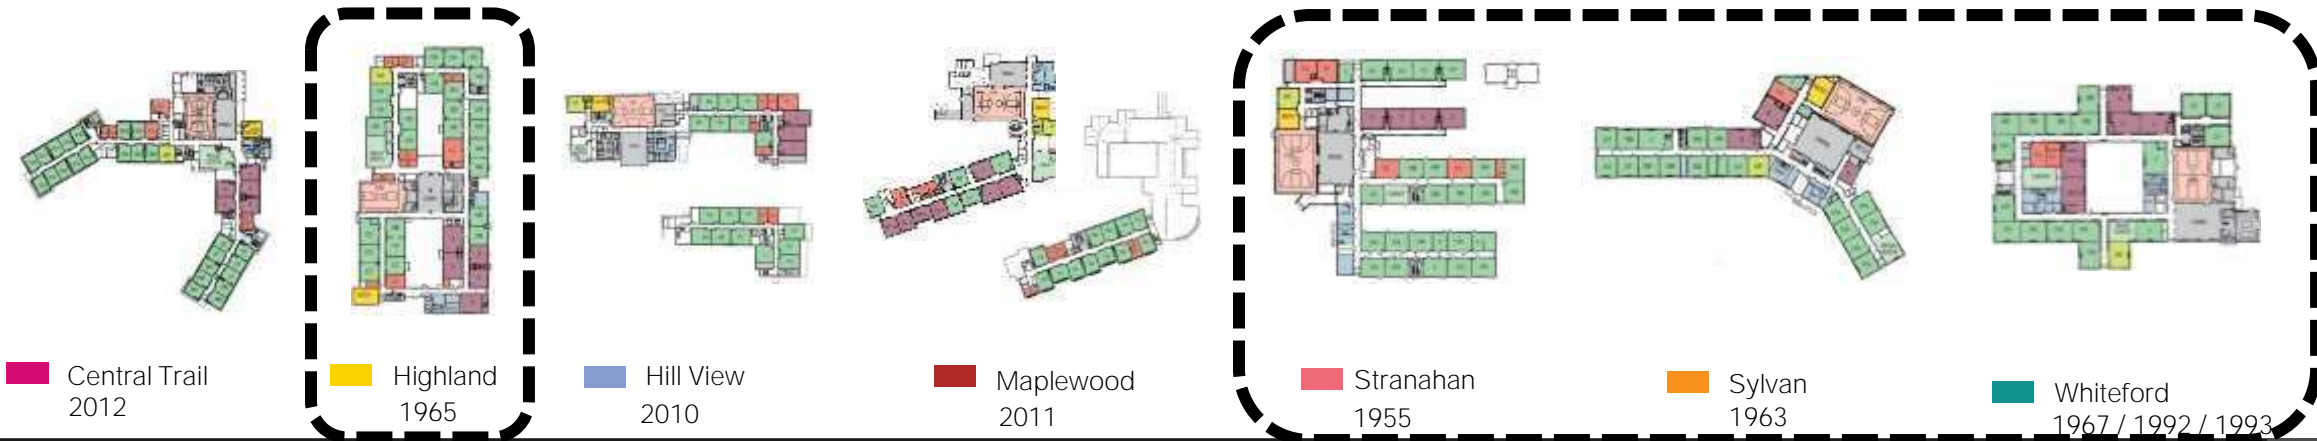 Central Trail
2012
Highland
1965
Hill View
2010
Maplewood
2011
Stranahan
1955
Sylvan
1963
Whiteford
1967 / 1992 / 1993